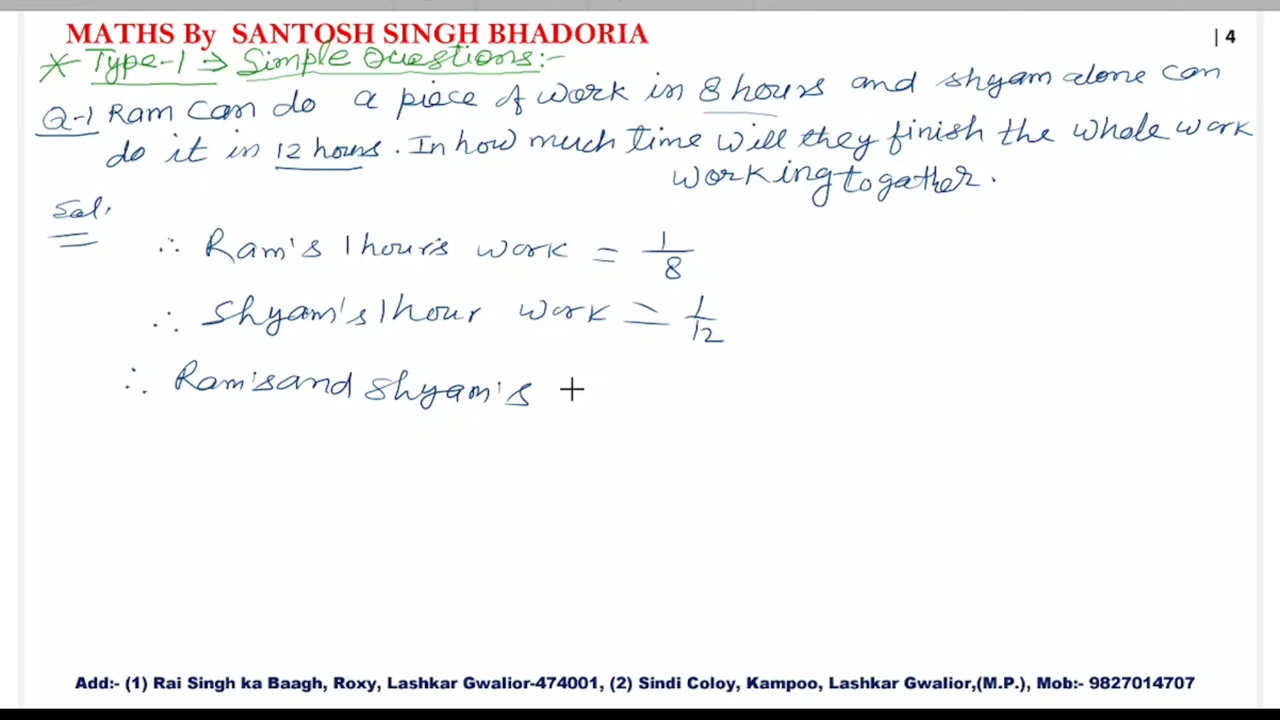 MATHS By SANTOSH SINGH BHADORIA
| 4
* Type-1 → Simple Questions:-
Q-1 Ram can do a piece of work in 8 hours and shyam alone can
do it in 12 hours. In how much time will they finish the whole work
working togather.
Sol.
∴ Ram's 1 hour's work = 1/8
∴ Shyam's 1 hour work = 1/12
∴ Ram's and Shyam's
Add:- (1) Rai Singh ka Baagh, Roxy, Lashkar Gwalior-474001, (2) Sindi Coloy, Kampoo, Lashkar Gwalior,(M.P.), Mob:- 9827014707